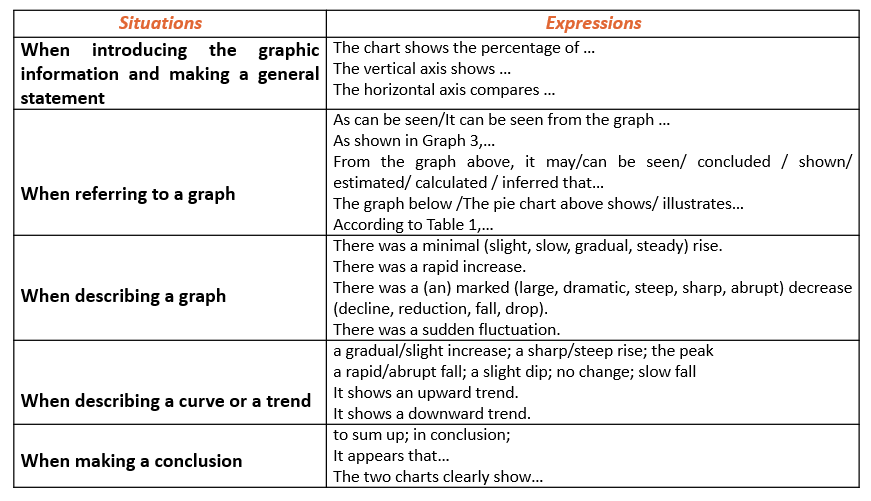 Situations
Expressions
When introducing the graphic
information and making a general
statement
The chart shows the percentage of …
The vertical axis shows …
The horizontal axis compares …
When referring to a graph
As can be seen/It can be seen from the graph …
As shown in Graph 3,…
From the graph above, it may/can be seen/ concluded / shown/
estimated/ calculated / inferred that…
The graph below /The pie chart above shows/ illustrates…
According to Table 1,…
When describing a graph
There was a minimal (slight, slow, gradual, steady) rise.
There was a rapid increase.
There was a (an) marked (large, dramatic, steep, sharp, abrupt) decrease
(decline, reduction, fall, drop).
There was a sudden fluctuation.
When describing a curve or a trend
a gradual/slight increase; a sharp/steep rise; the peak
a rapid/abrupt fall; a slight dip; no change; slow fall
It shows an upward trend.
It shows a downward trend.
When making a conclusion
to sum up; in conclusion;
It appears that…
The two charts clearly show…